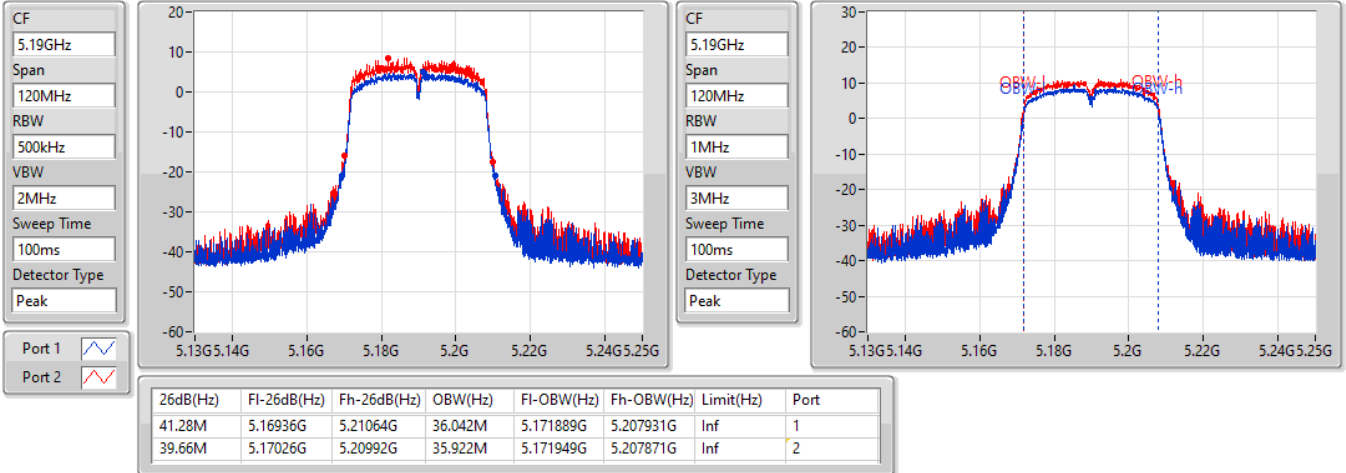 CF
5.19GHz
Span
120MHz
RBW
500kHz
VBW
2MHz
Sweep Time
100ms
Detector Type
Peak
Port 1
Port 2
20
10
0
-10
-20
-30
-40
-50
-60
5.13G 5.14G 5.16G 5.18G 5.2G 5.22G 5.24G 5.25G
CF
5.19GHz
Span
120MHz
RBW
1MHz
VBW
3MHz
Sweep Time
100ms
Detector Type
Peak
30
20
10
0
-10
-20
-30
-40
-50
-60
OBW-l OBW-h
OBW-l OBW-h
5.13G 5.14G 5.16G 5.18G 5.2G 5.22G 5.24G 5.25G
26dB(Hz) Fl-26dB(Hz) Fh-26dB(Hz) OBW(Hz) Fl-OBW(Hz) Fh-OBW(Hz) Limit(Hz) Port
41.28M 5.16936G 5.21064G 36.042M 5.171889G 5.207931G Inf 1
39.66M 5.17026G 5.20992G 35.922M 5.171949G 5.207871G Inf 2